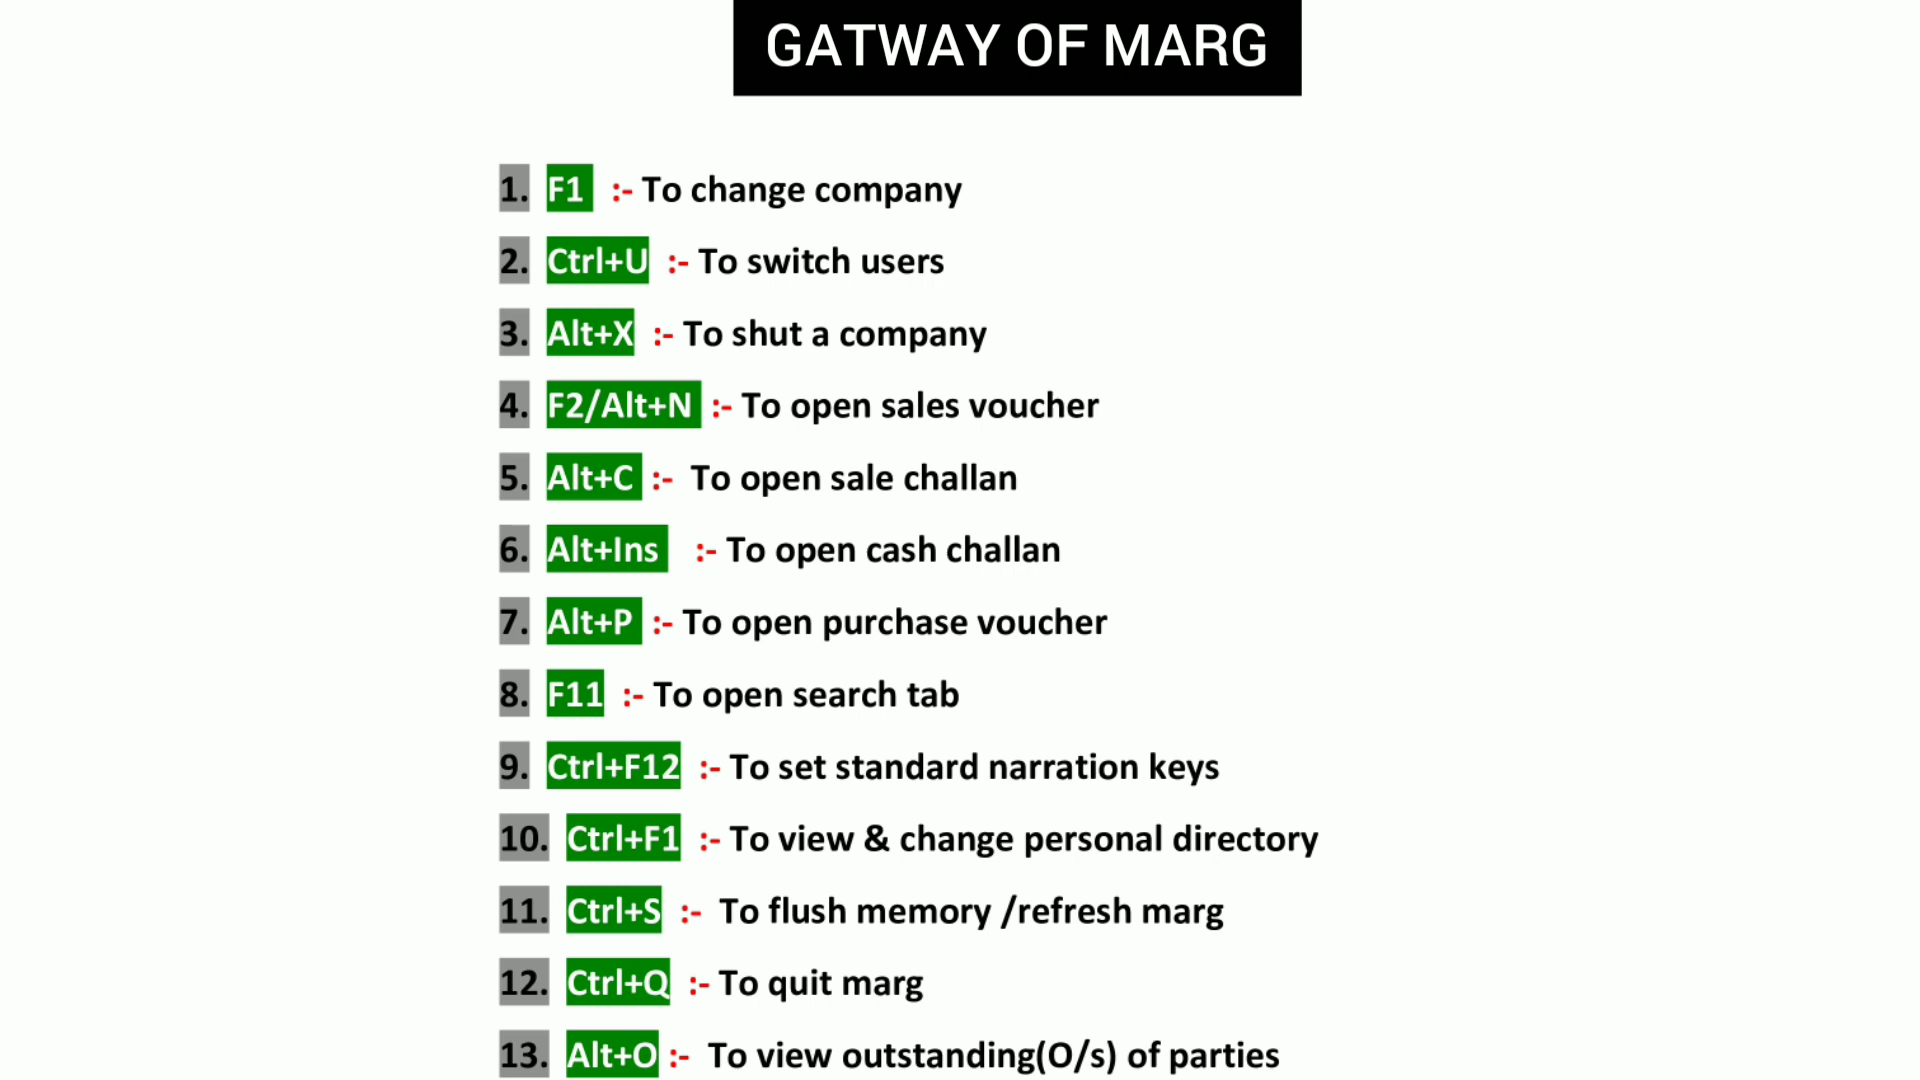 GATWAY OF MARG
1. F1 :- To change company
2. Ctrl+U :- To switch users
3. Alt+X :- To shut a company
4. F2/Alt+N :- To open sales voucher
5. Alt+C :- To open sale challan
6. Alt+Ins :- To open cash challan
7. Alt+P :- To open purchase voucher
8. F11 :- To open search tab
9. Ctrl+F12 :- To set standard narration keys
10. Ctrl+F1 :- To view & change personal directory
11. Ctrl+S :- To flush memory /refresh marg
12. Ctrl+Q :- To quit marg
13. Alt+O :- To view outstanding(O/s) of parties